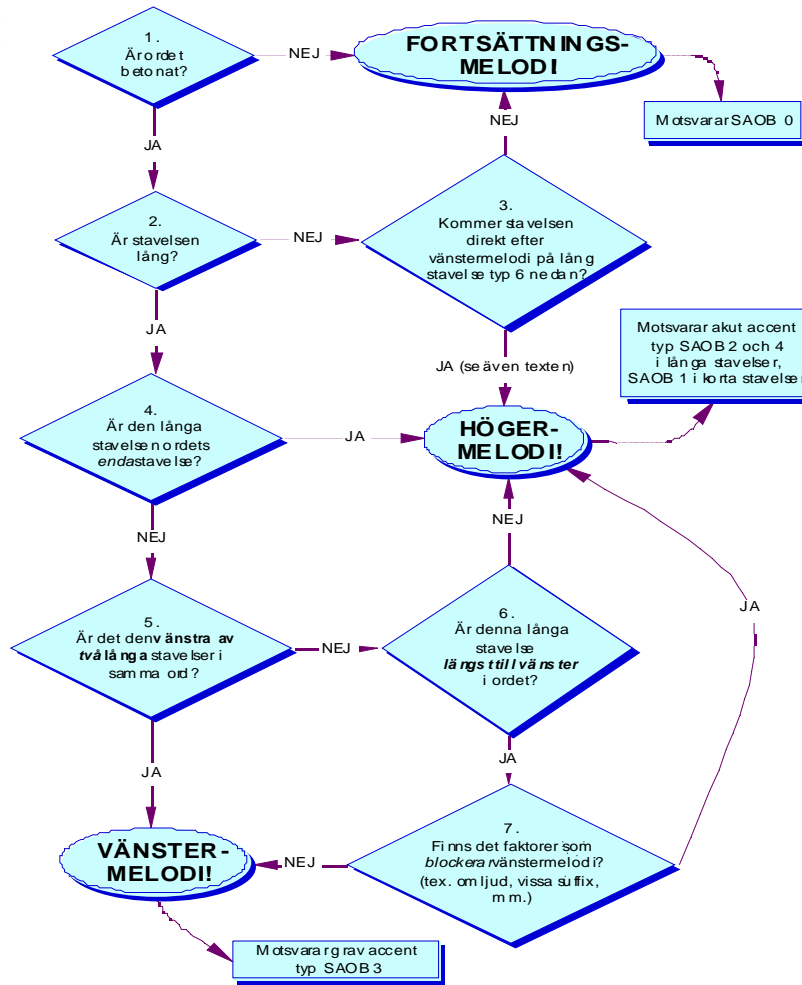 1.
Är ordet
betonat?
NEJ
FORTSÄTTNINGS-
MELODI!
Motsvarar SAOB 0
JA
NEJ
2.
Är stavelsen
lång?
NEJ
3.
Kommer stavelsen
direkt efter
vänstermelodi på lång
stavelse typ 6 nedan?
JA
JA (se även texten)
Motsvarar akut accent
typ SAOB 2 och 4
i långa stavelser,
SAOB 1 i korta stavelser
4.
Är den långa
stavelsen ordets
enda stavelse?
JA
HÖGER-
MELODI!
NEJ
NEJ
5.
Är det den vänstra av
två långa stavelser i
samma ord?
NEJ
6.
Är denna långa
stavelse
längst till vänster
i ordet?
JA
JA
JA
VÄNSTER-
MELODI!
NEJ
7.
Finns det faktorer som
blockerar vänstermelodi?
(tex. omljud, vissa suffix,
mm.)
Motsvarar grav accent
typ SAOB 3